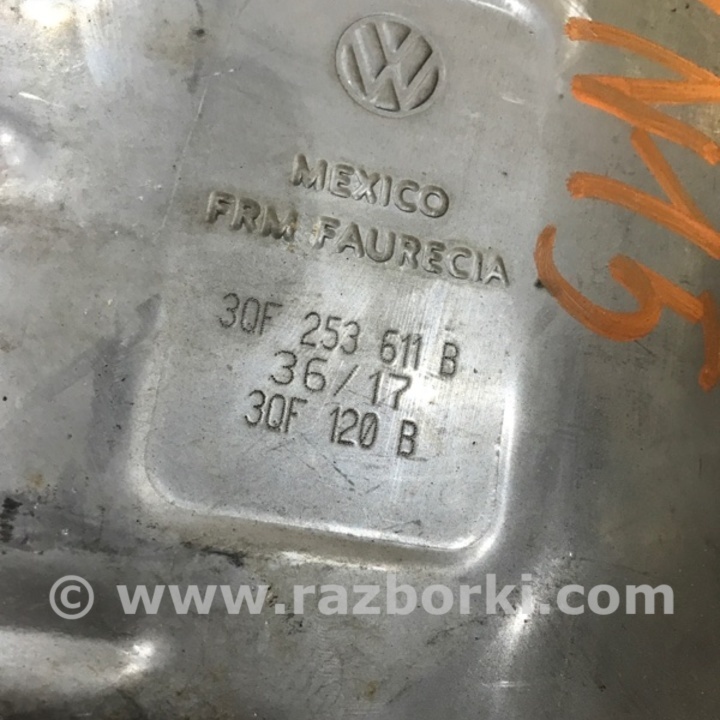 MEXICO
FRM FAURECIA
3QF 253 611 B
36/17
3QF 120 B
© www.razborki.com